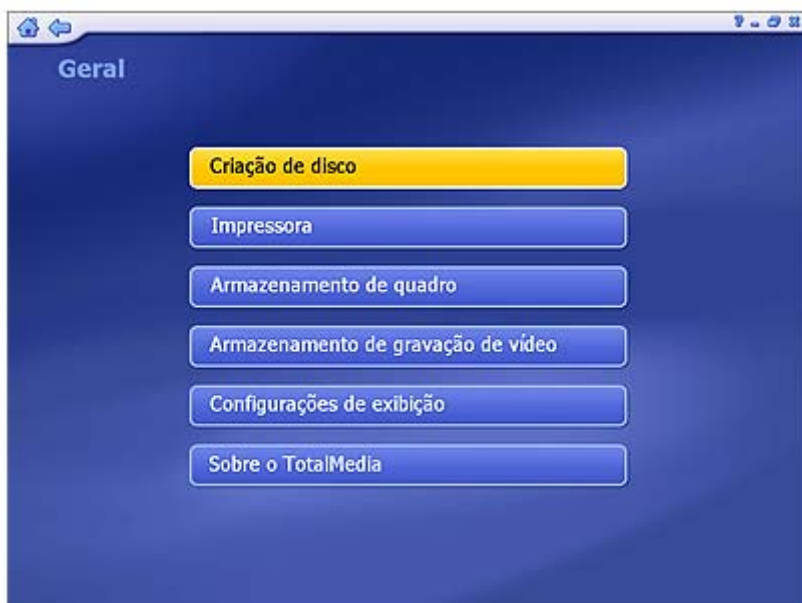 Geral
Criação de disco
Impressora
Armazenamento de quadro
Armazenamento de gravação de vídeo
Configurações de exibição
Sobre o TotalMedia